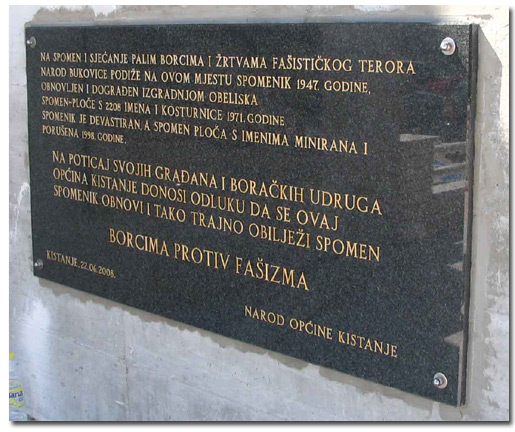 NA SPOMEN I SJEĆANJE PALIM BORCIMA I ŽRTVAMA FAŠISTIČKOG TERORA
NAROD BUKOVICE PODIŽE NA OVOM MJESTU SPOMENIK 1947. GODINE,
OBNOVLJEN I DOGRAĐEN IZGRADNJOM OBELISKA
SPOMEN-PLOČE S 2208 IMENA I KOSTURNICE 1971. GODINE
SPOMENIK JE DEVASTIRAN, A SPOMEN PLOČA S IMENIMA MINIRANA I
PORUŠENA 1998. GODINE.
NA POTICAJ SVOJIH GRAĐANA I BORAČKIH UDRUGA
OPĆINA KISTANJE DONOSI ODLUKU DA SE OVAJ
SPOMENIK OBNOVI I TAKO TRAJNO OBILJEŽI SPOMEN
BORCIMA PROTIV FAŠIZMA
KISTANJE, 22.06.2008.
NAROD OPĆINE KISTANJE